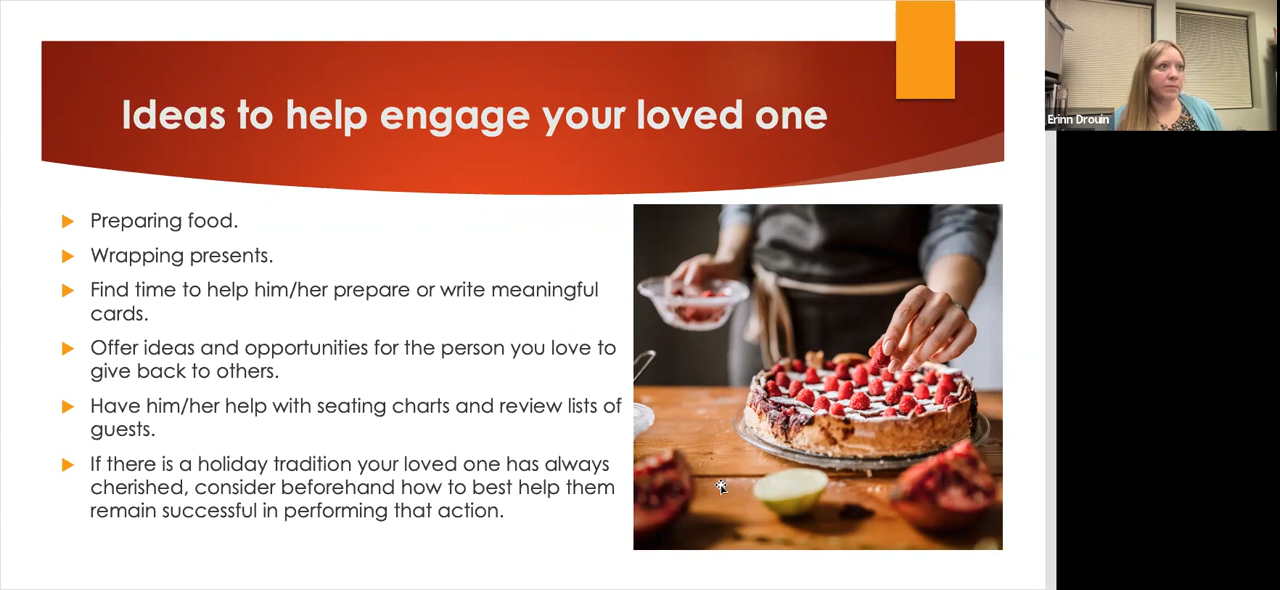 Ideas to help engage your loved one
Preparing food.
Wrapping presents.
Find time to help him/her prepare or write meaningful
cards.
Offer ideas and opportunities for the person you love to
give back to others.
Have him/her help with seating charts and review lists of
guests.
If there is a holiday tradition your loved one has always
cherished, consider beforehand how to best help them
remain successful in performing that action.
Erinn Drouin